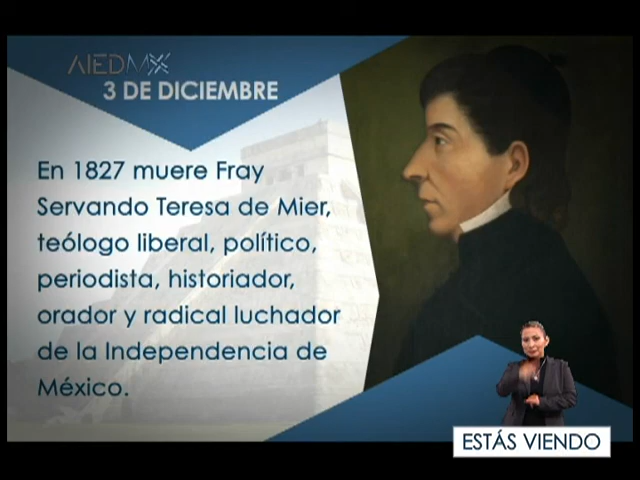 AIEDMX
3 DE DICIEMBRE
En 1827 muere Fray
Servando Teresa de Mier,
teólogo liberal, político,
periodista, historiador,
orador y radical luchador
de la Independencia de
México.
ESTÁS VIENDO